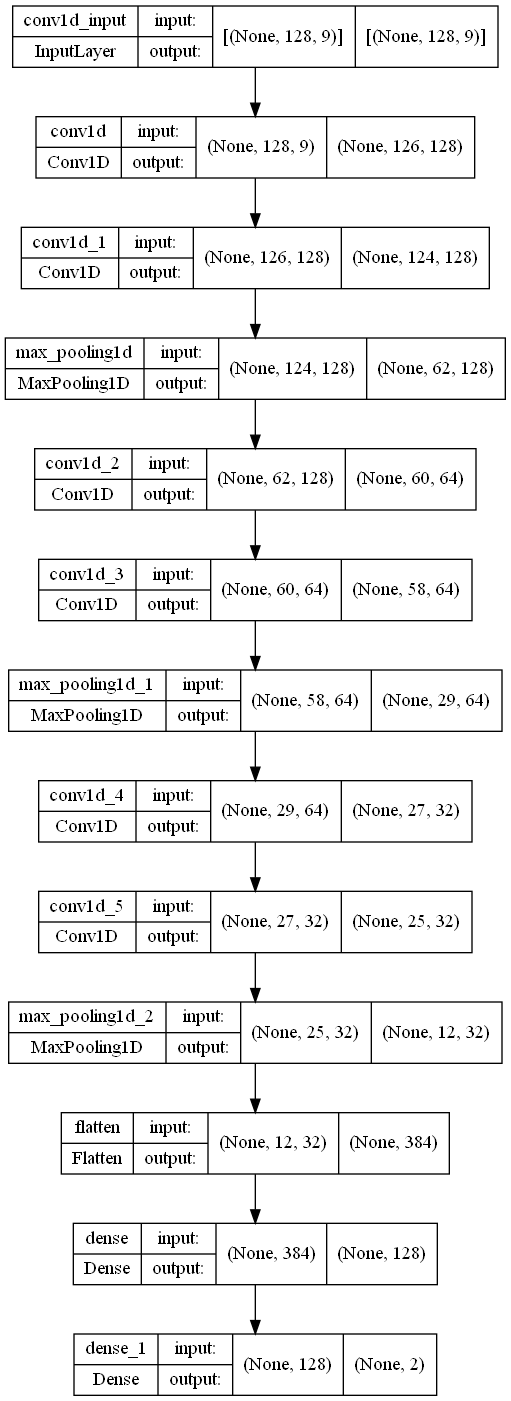 conv1d_input input: [(None, 128, 9)] [(None, 128, 9)]
InputLayer output:
conv1d input: (None, 128, 9) (None, 126, 128)
Conv1D output:
conv1d_1 input: (None, 126, 128) (None, 124, 128)
Conv1D output:
max_pooling1d input: (None, 124, 128) (None, 62, 128)
MaxPooling1D output:
conv1d_2 input: (None, 62, 128) (None, 60, 64)
Conv1D output:
conv1d_3 input: (None, 60, 64) (None, 58, 64)
Conv1D output:
max_pooling1d_1 input: (None, 58, 64) (None, 29, 64)
MaxPooling1D output:
conv1d_4 input: (None, 29, 64) (None, 27, 32)
Conv1D output:
conv1d_5 input: (None, 27, 32) (None, 25, 32)
Conv1D output:
max_pooling1d_2 input: (None, 25, 32) (None, 12, 32)
MaxPooling1D output:
flatten input: (None, 12, 32) (None, 384)
Flatten output:
dense input: (None, 384) (None, 128)
Dense output:
dense_1 input: (None, 128) (None, 2)
Dense output: